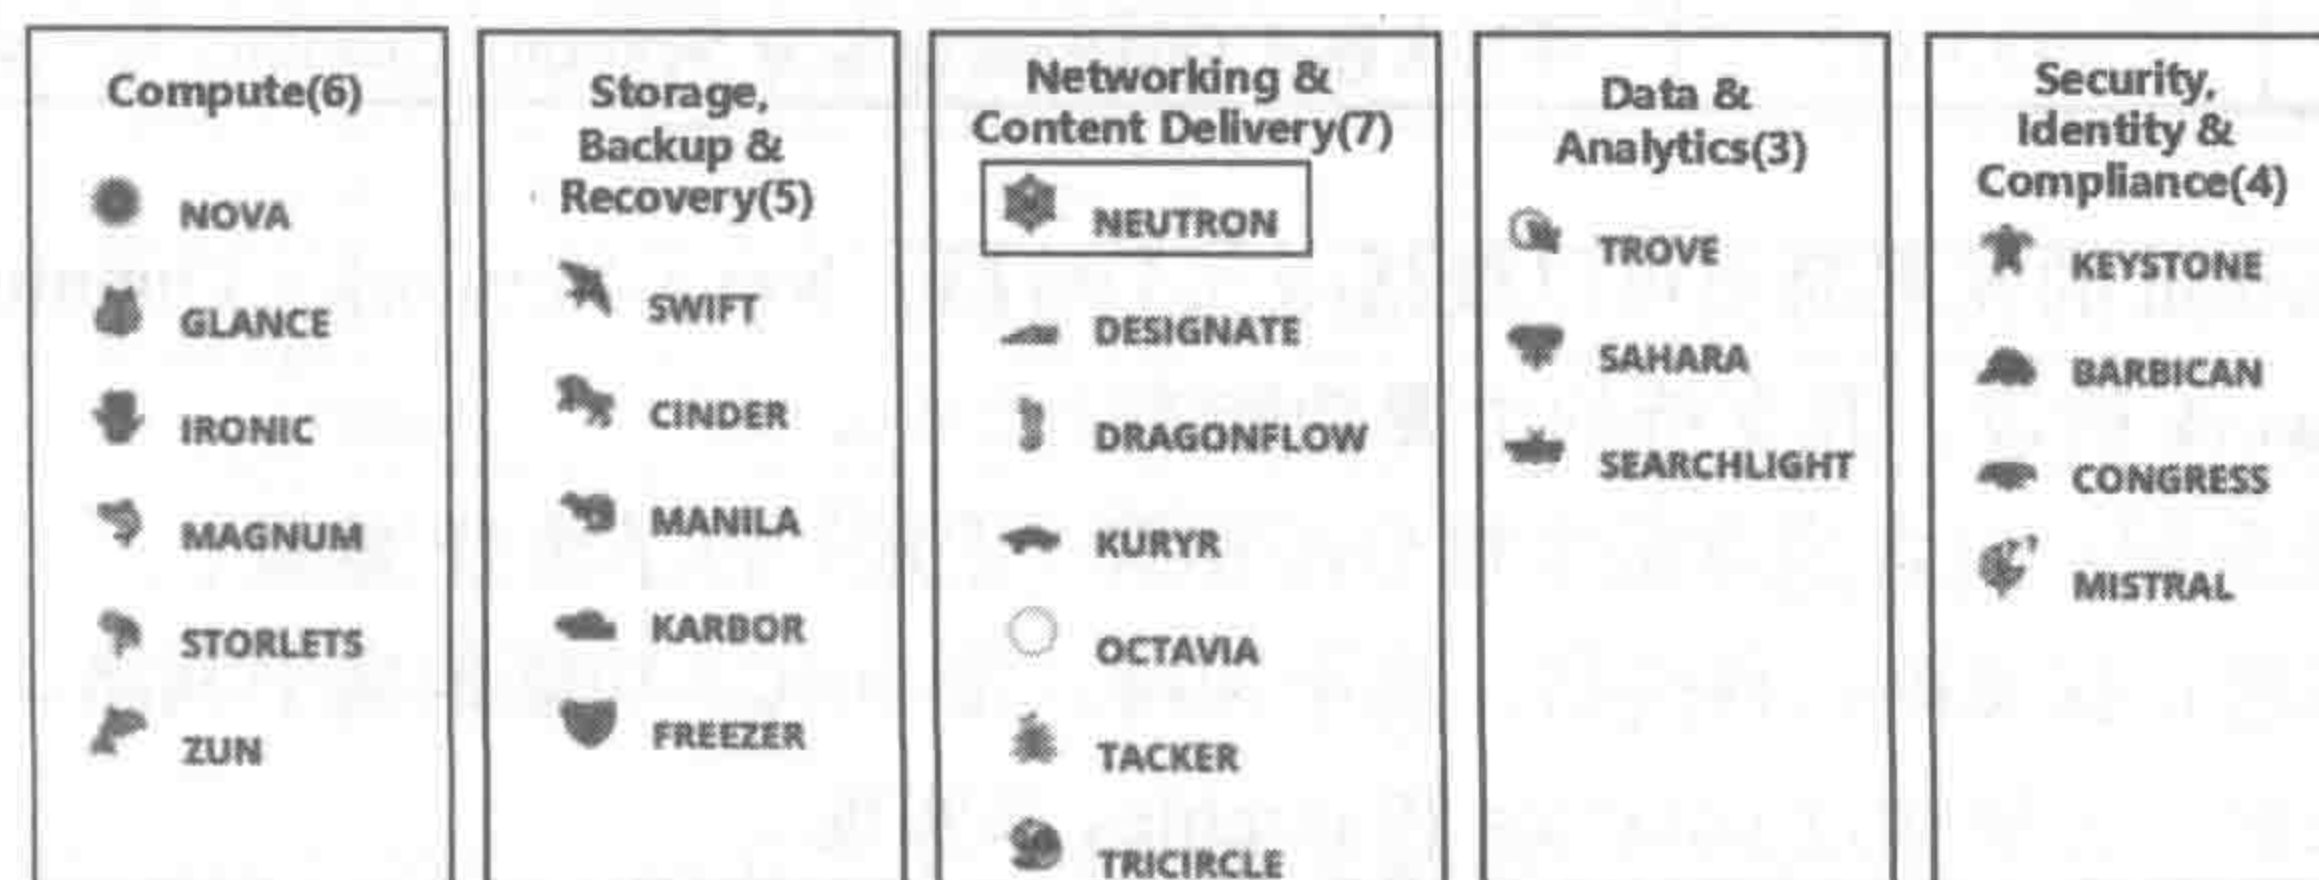 Compute(6)
NOVA
GLANCE
IRONIC
MAGNUM
STORLETS
ZUN
Storage,
Backup &
Recovery(5)
SWIFT
CINDER
MANILA
KARBOR
FREEZER
Networking &
Content Delivery(7)
NEUTRON
DESIGNATE
DRAGONFLOW
KURYR
OCTAVIA
TACKER
TRICIRCLE
Data &
Analytics(3)
TROVE
SAHARA
SEARCHLIGHT
Security,
Identity &
Compliance(4)
KEYSTONE
BARBICAN
CONGRESS
MISTRAL